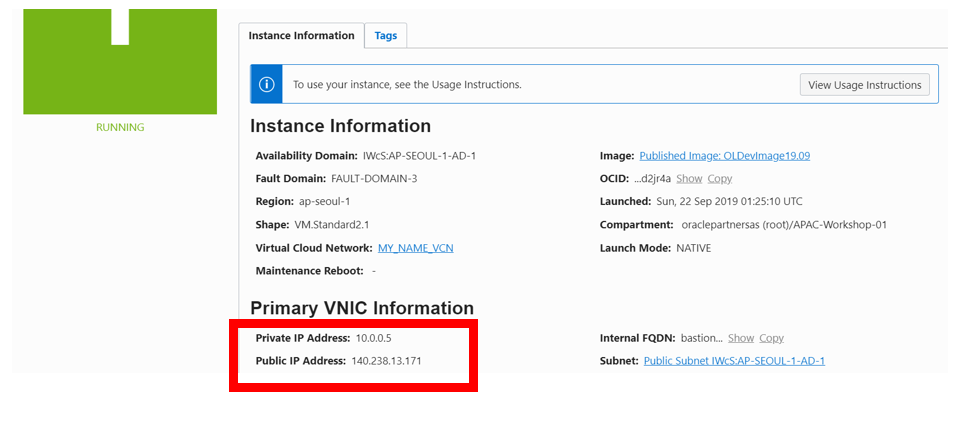 Instance Information Tags
To use your instance, see the Usage Instructions. View Usage Instructions
RUNNING
Instance Information
Availability Domain: IWcS:AP-SEOUL-1-AD-1 Image: Published Image: OLDevImage19.09
Fault Domain: FAULT-DOMAIN-3 OCID: ...d2jr4a Show Copy
Region: ap-seoul-1 Launched: Sun, 22 Sep 2019 01:25:10 UTC
Shape: VM.Standard2.1 Compartment: oraclepartnersas (root)/APAC-Workshop-01
Virtual Cloud Network: MY_NAME_VCN Launch Mode: NATIVE
Maintenance Reboot: -
Primary VNIC Information
Private IP Address: 10.0.0.5 Internal FQDN: bastion... Show Copy
Public IP Address: 140.238.13.171 Subnet: Public Subnet IWcS:AP-SEOUL-1-AD-1